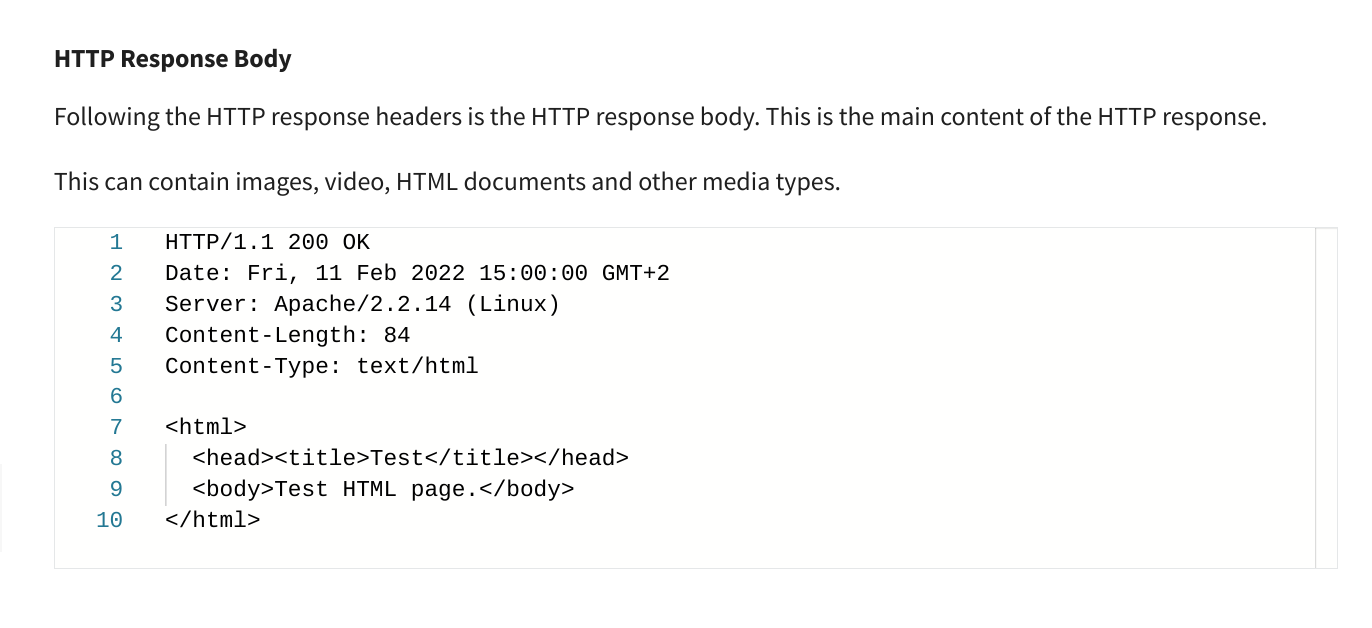 HTTP Response Body
Following the HTTP response headers is the HTTP response body. This is the main content of the HTTP response.
This can contain images, video, HTML documents and other media types.
1 HTTP/1.1 200 OK
2 Date: Fri, 11 Feb 2022 15:00:00 GMT+2
3 Server: Apache/2.2.14 (Linux)
4 Content-Length: 84
5 Content-Type: text/html
6
7 <html>
8   <head><title>Test</title></head>
9   <body>Test HTML page.</body>
10 </html>